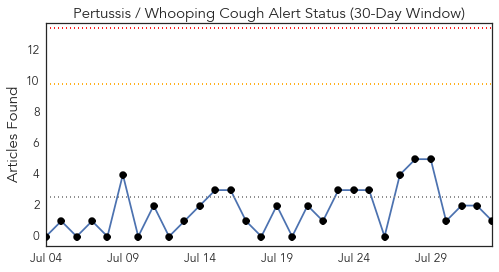 Pertussis / Whooping Cough Alert Status (30-Day Window)
Articles Found
12
10
8
6
4
2
0
Jul 04
Jul 09
Jul 14
Jul 19
Jul 24
Jul 29